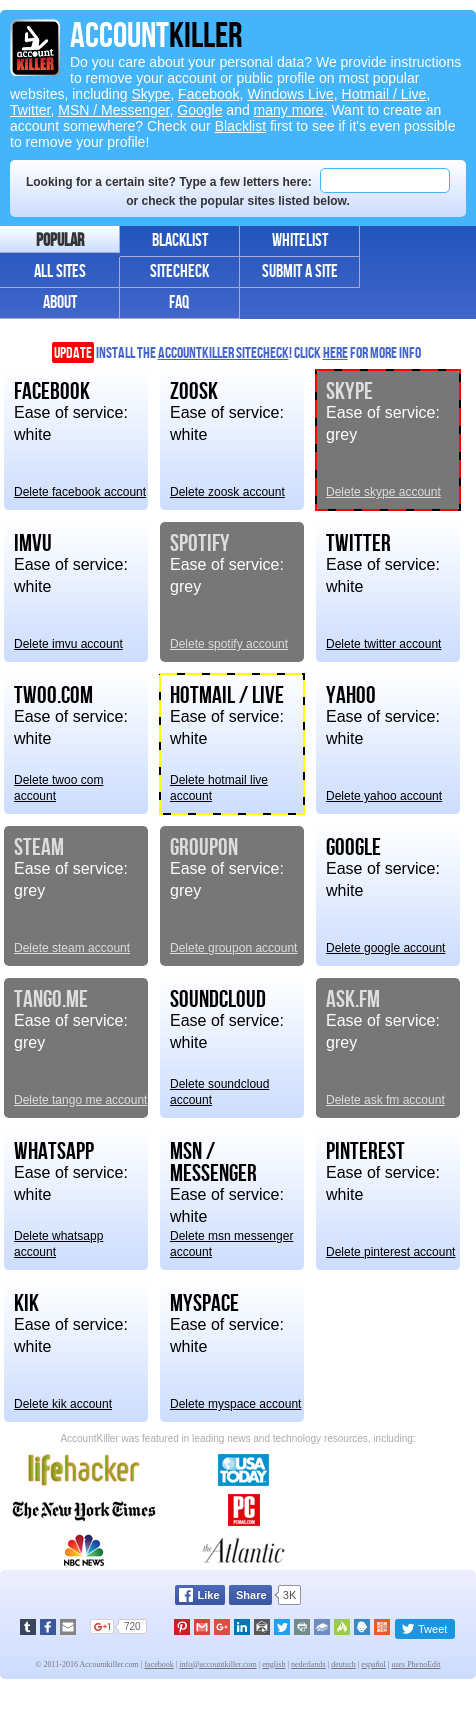 ACCOUNTKILLER
account
KILLER
Do you care about your personal data? We provide instructions
to remove your account or public profile on most popular
websites, including Skype, Facebook, Windows Live, Hotmail / Live,
Twitter, MSN / Messenger, Google and many more. Want to create an
account somewhere? Check our Blacklist first to see if it's even possible
to remove your profile!
Looking for a certain site? Type a few letters here:
or check the popular sites listed below.
POPULAR BLACKLIST WHITELIST
ALL SITES SITECHECK SUBMIT A SITE
ABOUT FAQ
UPDATE INSTALL THE ACCOUNTKILLER SITECHECK! CLICK HERE FOR MORE INFO
FACEBOOK
Ease of service:
white
Delete facebook account
ZOOSK
Ease of service:
white
Delete zoosk account
SKYPE
Ease of service:
grey
Delete skype account
IMVU
Ease of service:
white
Delete imvu account
SPOTIFY
Ease of service:
grey
Delete spotify account
TWITTER
Ease of service:
white
Delete twitter account
TWOO.COM
Ease of service:
white
Delete twoo com
account
HOTMAIL / LIVE
Ease of service:
white
Delete hotmail live
account
YAHOO
Ease of service:
white
Delete yahoo account
STEAM
Ease of service:
grey
Delete steam account
GROUPON
Ease of service:
grey
Delete groupon account
GOOGLE
Ease of service:
white
Delete google account
TANGO.ME
Ease of service:
grey
Delete tango me account
SOUNDCLOUD
Ease of service:
white
Delete soundcloud
account
ASK.FM
Ease of service:
grey
Delete ask fm account
WHATSAPP
Ease of service:
white
Delete whatsapp
account
MSN /
MESSENGER
Ease of service:
white
Delete msn messenger
account
PINTEREST
Ease of service:
white
Delete pinterest account
KIK
Ease of service:
white
Delete kik account
MYSPACE
Ease of service:
white
Delete myspace account
AccountKiller was featured in leading news and technology resources, including:
lifehacker
USA TODAY
The New York Times
PC
PCMAG.COM
NBC NEWS
the Atlantic
Like Share 3K
G+1 720
Tweet
© 2011-2016 Accountkiller.com | facebook | info@accountkiller.com | english | nederlands | deutsch | español | uses PhenoEdit